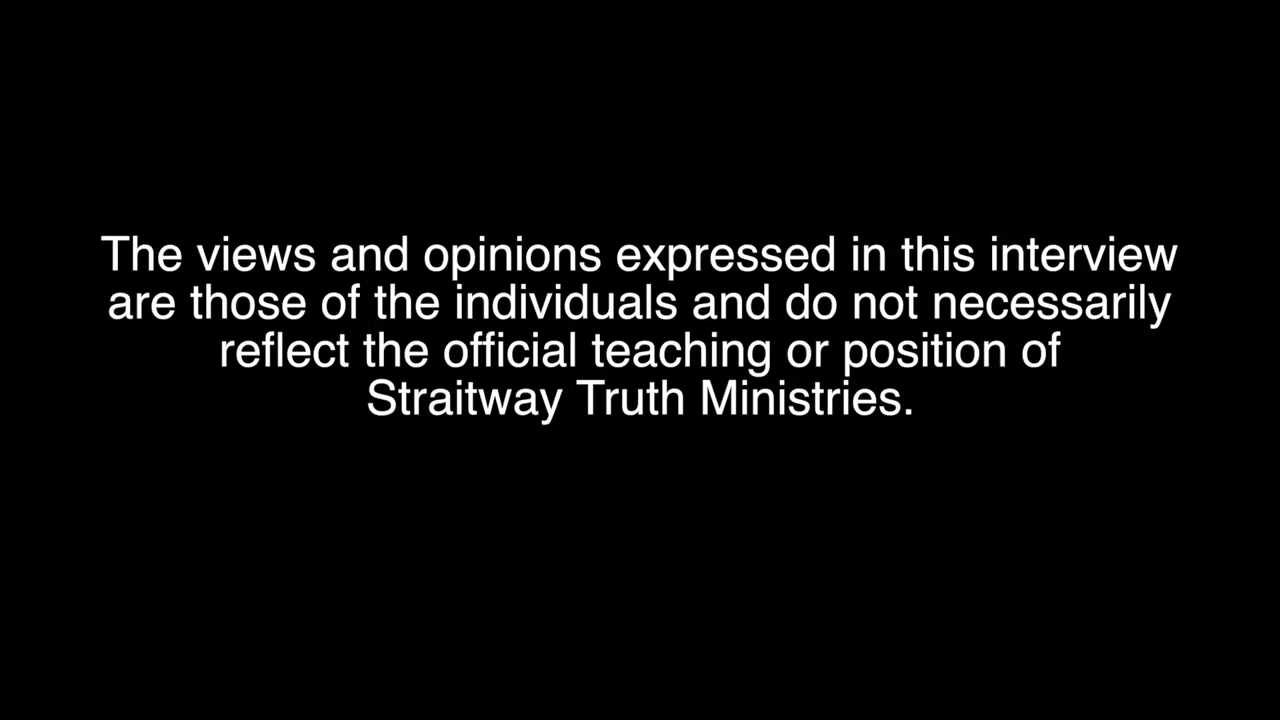 The views and opinions expressed in this interview
are those of the individuals and do not necessarily
reflect the official teaching or position of
Straitway Truth Ministries.